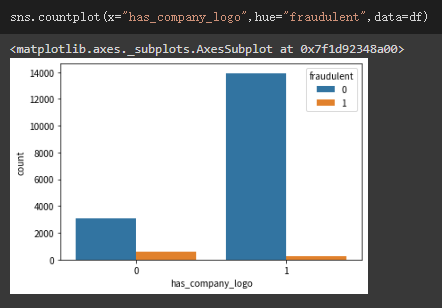 sns.countplot(x="has_company_logo",hue="fraudulent",data=df)
<matplotlib.axes._subplots.AxesSubplot at 0x7f1d92348a00>
14000
12000
10000
8000
6000
4000
2000
0
count
0
1
has_company_logo
fraudulent
0
1